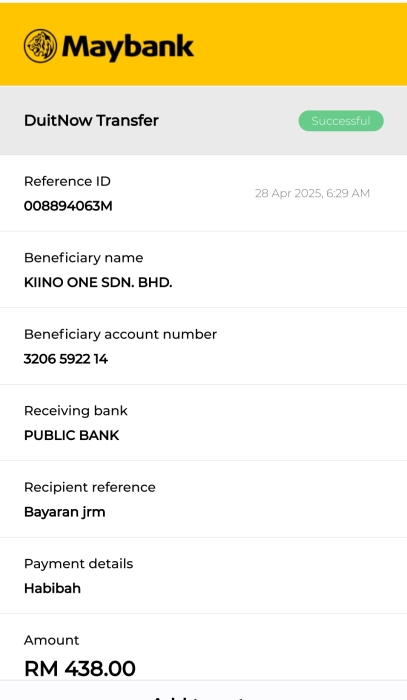 Maybank
DuitNow Transfer
Successful
Reference ID
28 Apr 2025, 6:29 AM
008894063M
Beneficiary name
KIINO ONE SDN. BHD.
Beneficiary account number
3206 5922 14
Receiving bank
PUBLIC BANK
Recipient reference
Bayaran jrm
Payment details
Habibah
Amount
RM 438.00